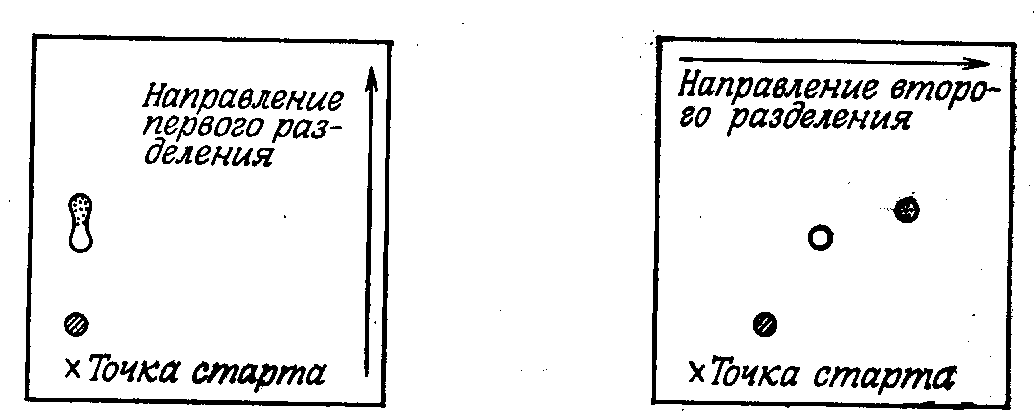 Направление
первого раз-
деления
×Точка старта
Направление второ-
го разделения
×Точка старта